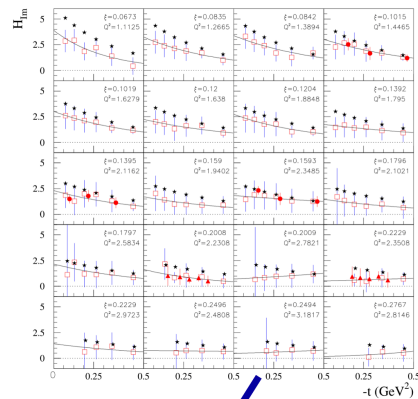 H_Im
ξ=0.0673 ξ=0.0835 ξ=0.0842 ξ=0.1015
Q²=1.1125 Q²=1.2665 Q²=1.3894 Q²=1.4465
5
2.5
0
ξ=0.1019 ξ=0.12 ξ=0.1204 ξ=0.1392
Q²=1.6279 Q²=1.638 Q²=1.8848 Q²=1.795
5
2.5
0
ξ=0.1395 ξ=0.159 ξ=0.1593 ξ=0.1796
Q²=2.1162 Q²=1.9402 Q²=2.3485 Q²=2.1021
5
2.5
0
ξ=0.1797 ξ=0.2008 ξ=0.2009 ξ=0.2229
Q²=2.5834 Q²=2.2308 Q²=2.7821 Q²=2.3508
5
2.5
0
ξ=0.2229 ξ=0.2496 ξ=0.2494 ξ=0.2767
Q²=2.9723 Q²=2.4808 Q²=3.1817 Q²=2.8146
5
2.5
0
0.25 0.5 0.25 0.5 0.25 0.5 0.25 0.5
-t (GeV²)